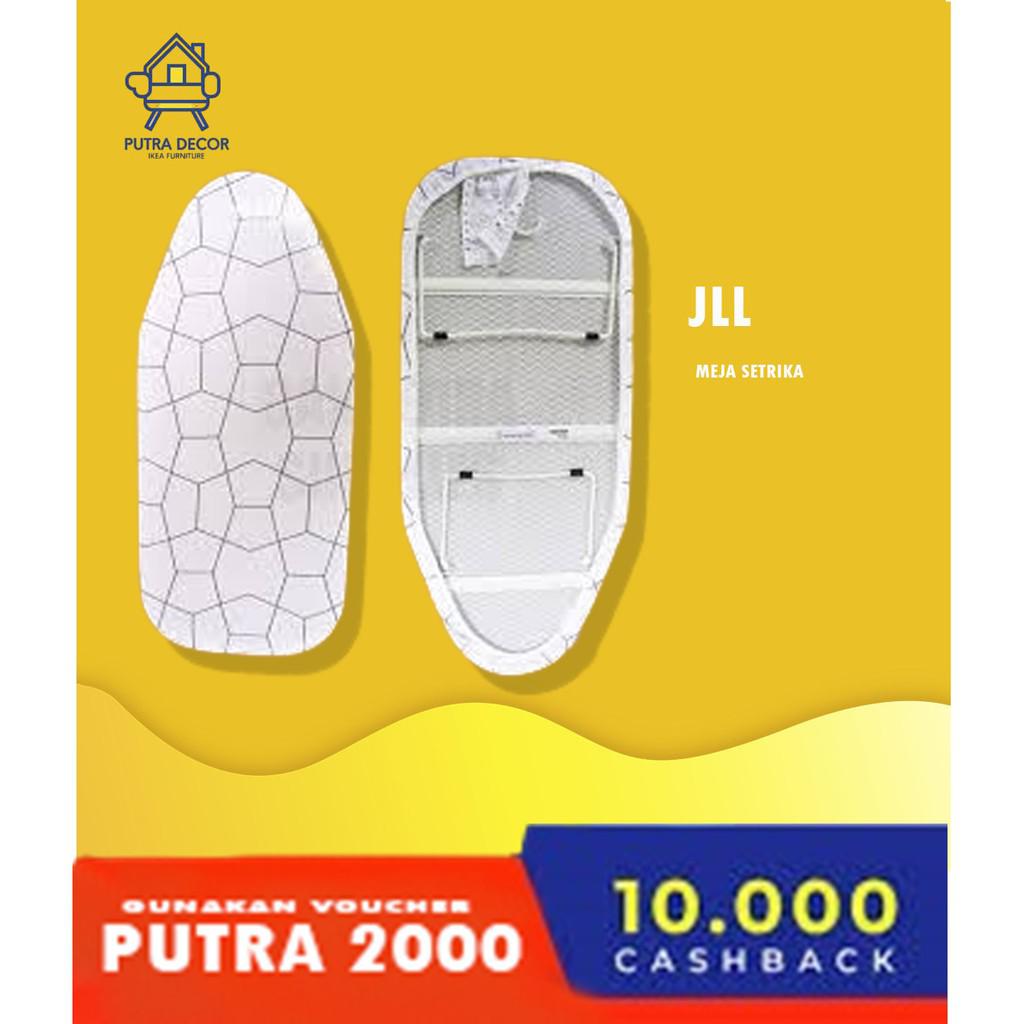 PUTRA DECOR
IKEA FURNITURE
JLL
MEJA SETRIKA
GUNAKAN VOUCHER
PUTRA 2000
10.000
CASHBACK